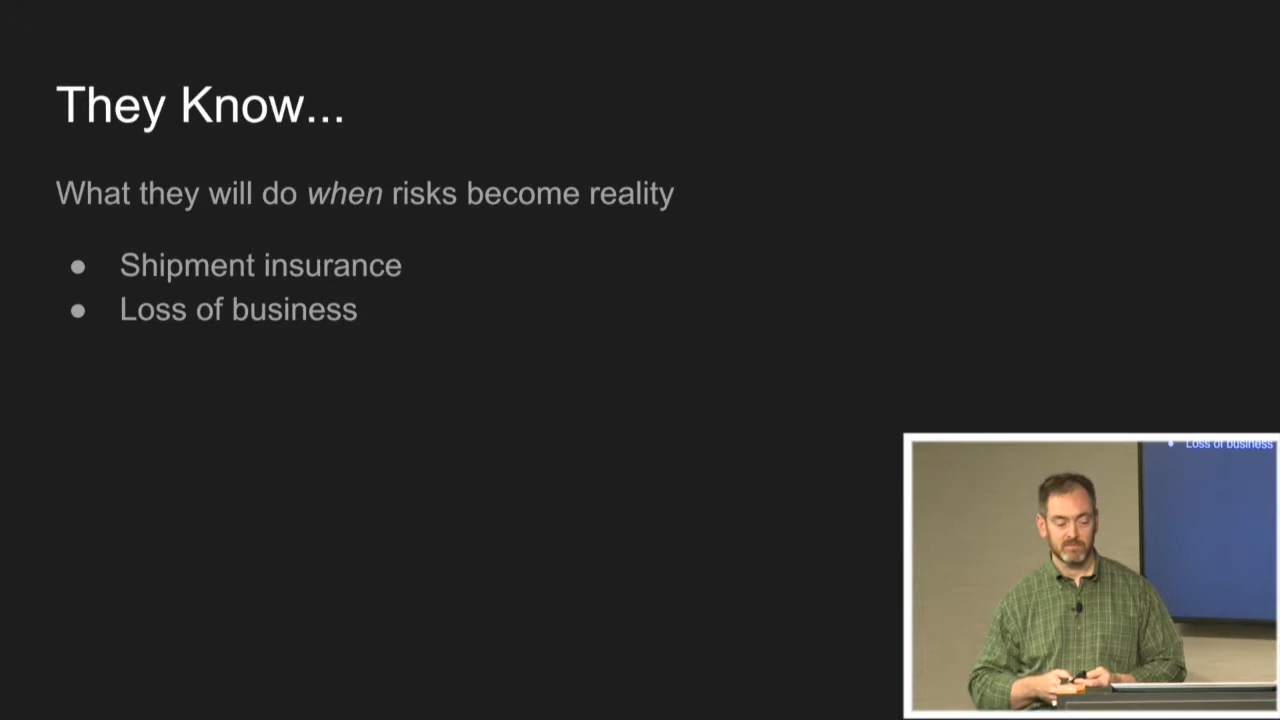 They Know...
What they will do when risks become reality
● Shipment insurance
● Loss of business
● Loss of business